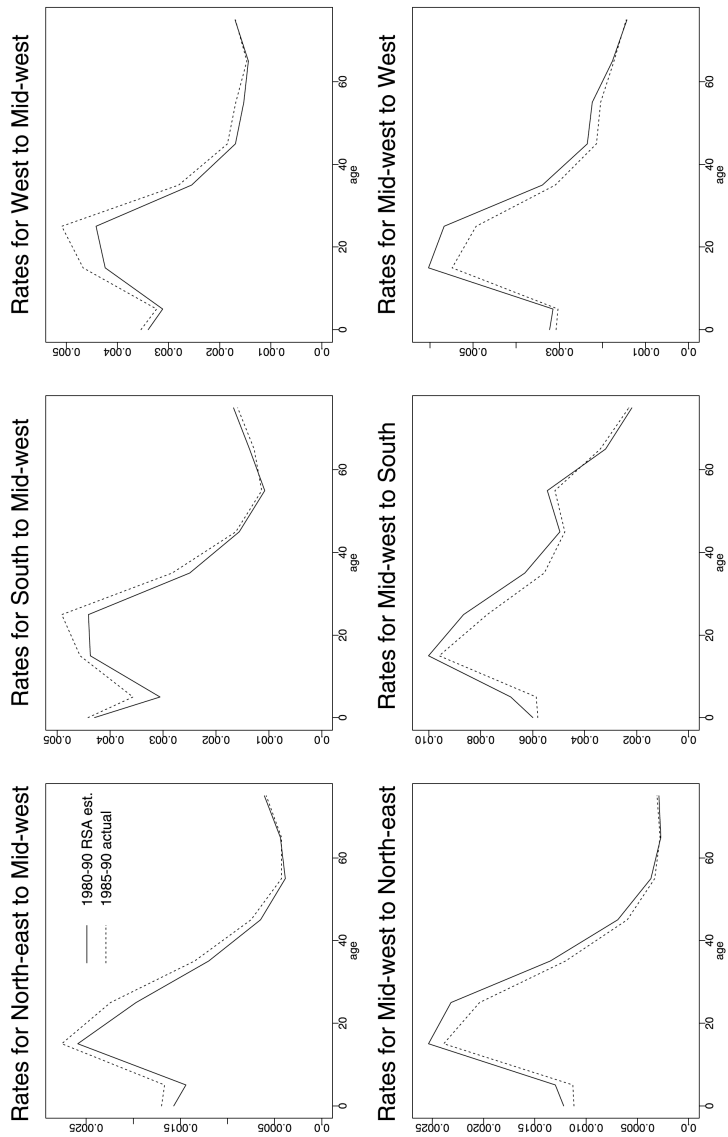 Rates for North-east to Mid-west
1980-90 RSA est.
1985-90 actual
0.0025
0.0015
0.0005
0.0
0 20 40 60
age
Rates for South to Mid-west
0.005
0.004
0.003
0.002
0.001
0.0
0 20 40 60
age
Rates for West to Mid-west
0.005
0.004
0.003
0.002
0.001
0.0
0 20 40 60
age
Rates for Mid-west to North-east
0.0025
0.0020
0.0015
0.0010
0.0005
0.0
0 20 40 60
age
Rates for Mid-west to South
0.010
0.008
0.006
0.004
0.002
0.0
0 20 40 60
age
Rates for Mid-west to West
0.005
0.003
0.001
0.0
0 20 40 60
age